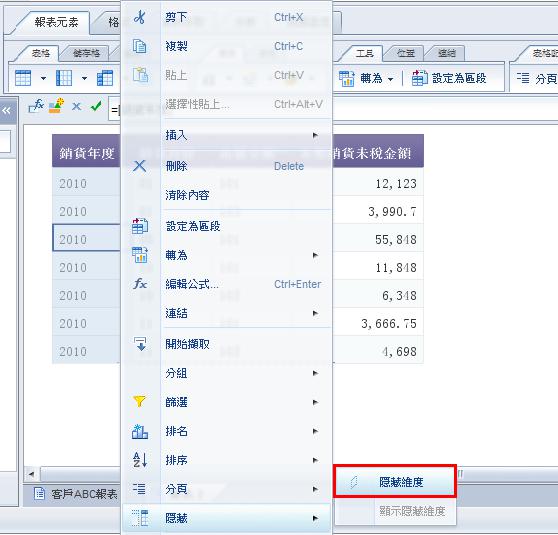 報表元素
格
表格 儲存格
工具 位置 連結
表格
轉為
設定為區段
分頁
剪下 Ctrl+X
複製 Ctrl+C
貼上 Ctrl+V
選擇性貼上... Ctrl+Alt+V
插入
刪除 Delete
清除內容
設定為區段
轉為
編輯公式... Ctrl+Enter
連結
開始擷取
分組
篩選
排名
排序
分頁
隱藏
隱藏維度
顯示隱藏維度
fx
=[
銷貨年度 銷貨未稅金額
2010 12,123
2010 3,990.7
2010 55,848
2010 11,848
2010 6,348
2010 3,666.75
2010 4,698
客戶ABC報表